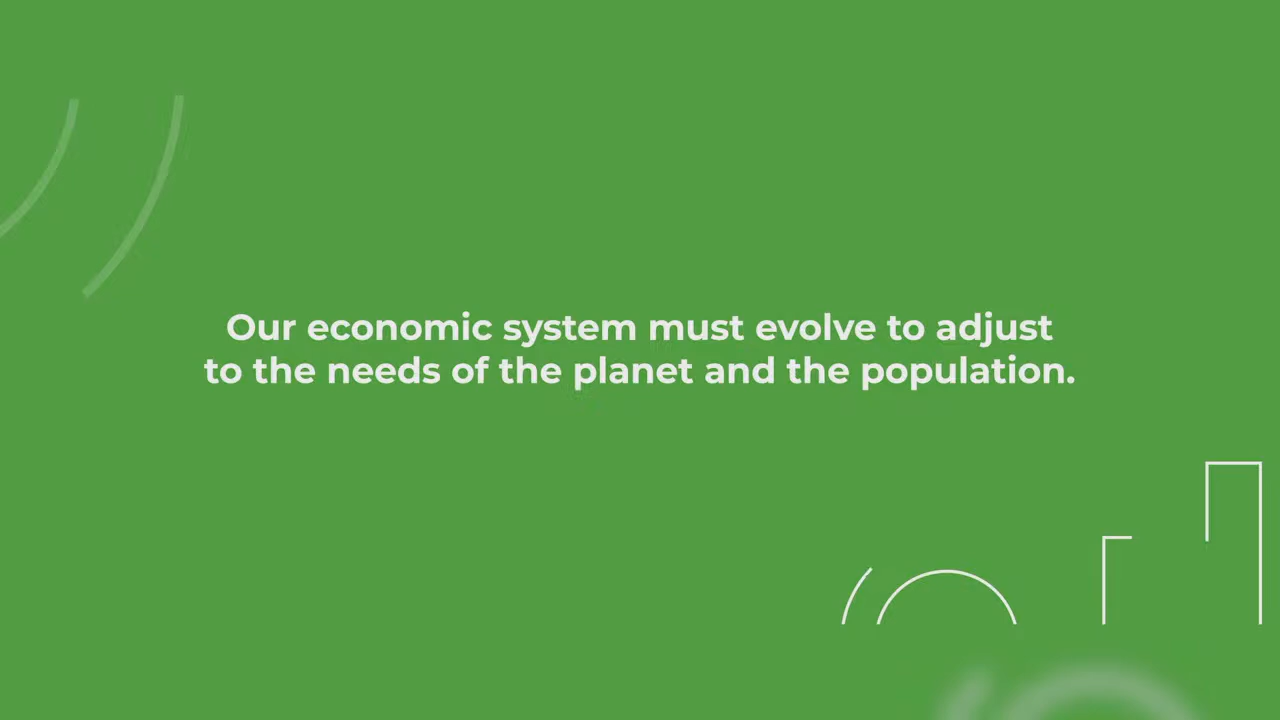 Our economic system must evolve to adjust
to the needs of the planet and the population.